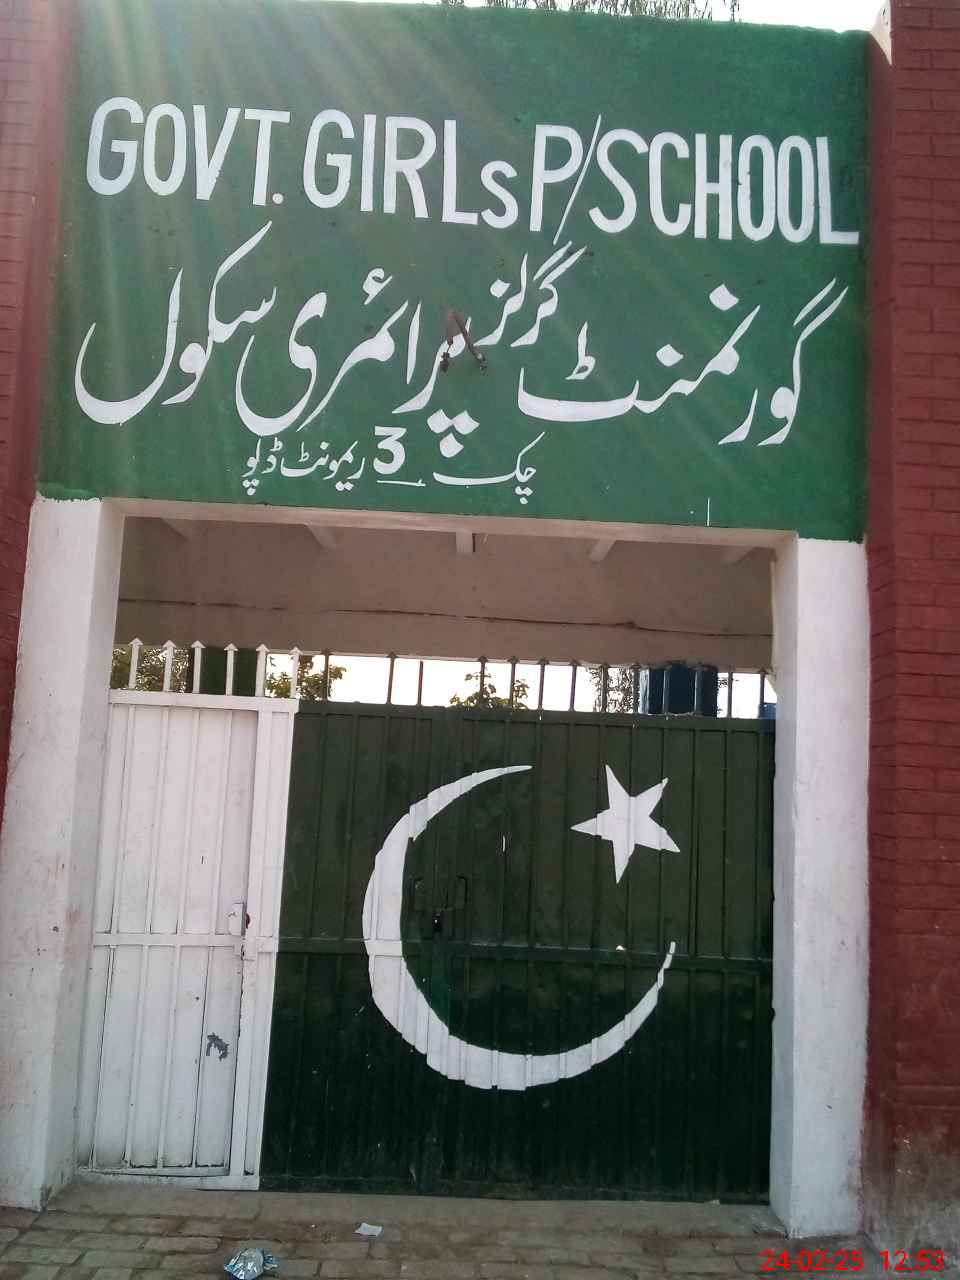 GOVT. GIRLs P/SCHOOL
گورنمنٹ گرلز پرائمری سکول
چک 3 ریمونٹ ڈپو
24-02-25 12:53